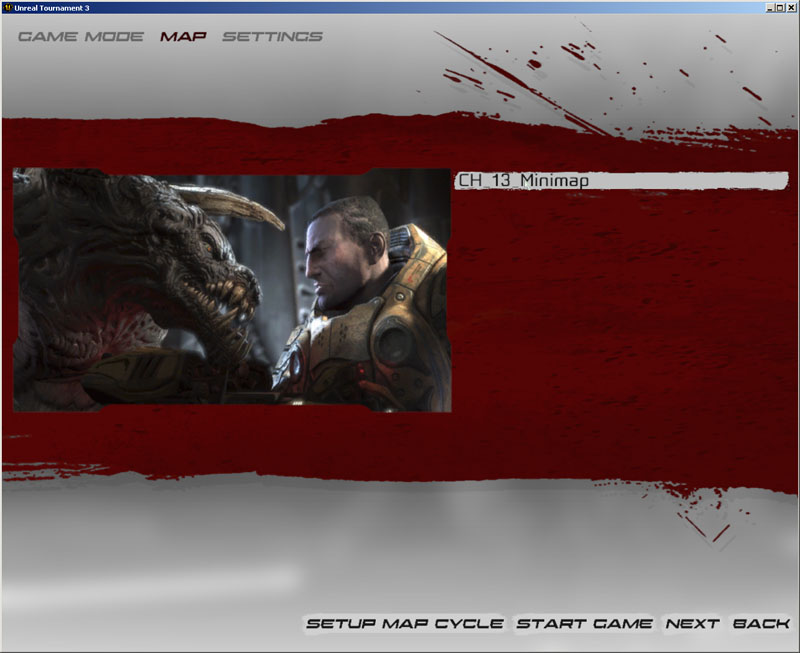 Unreal Tournament 3
GAME MODE MAP SETTINGS
CH_13_Minimap
SETUP MAP CYCLE START GAME NEXT BACK